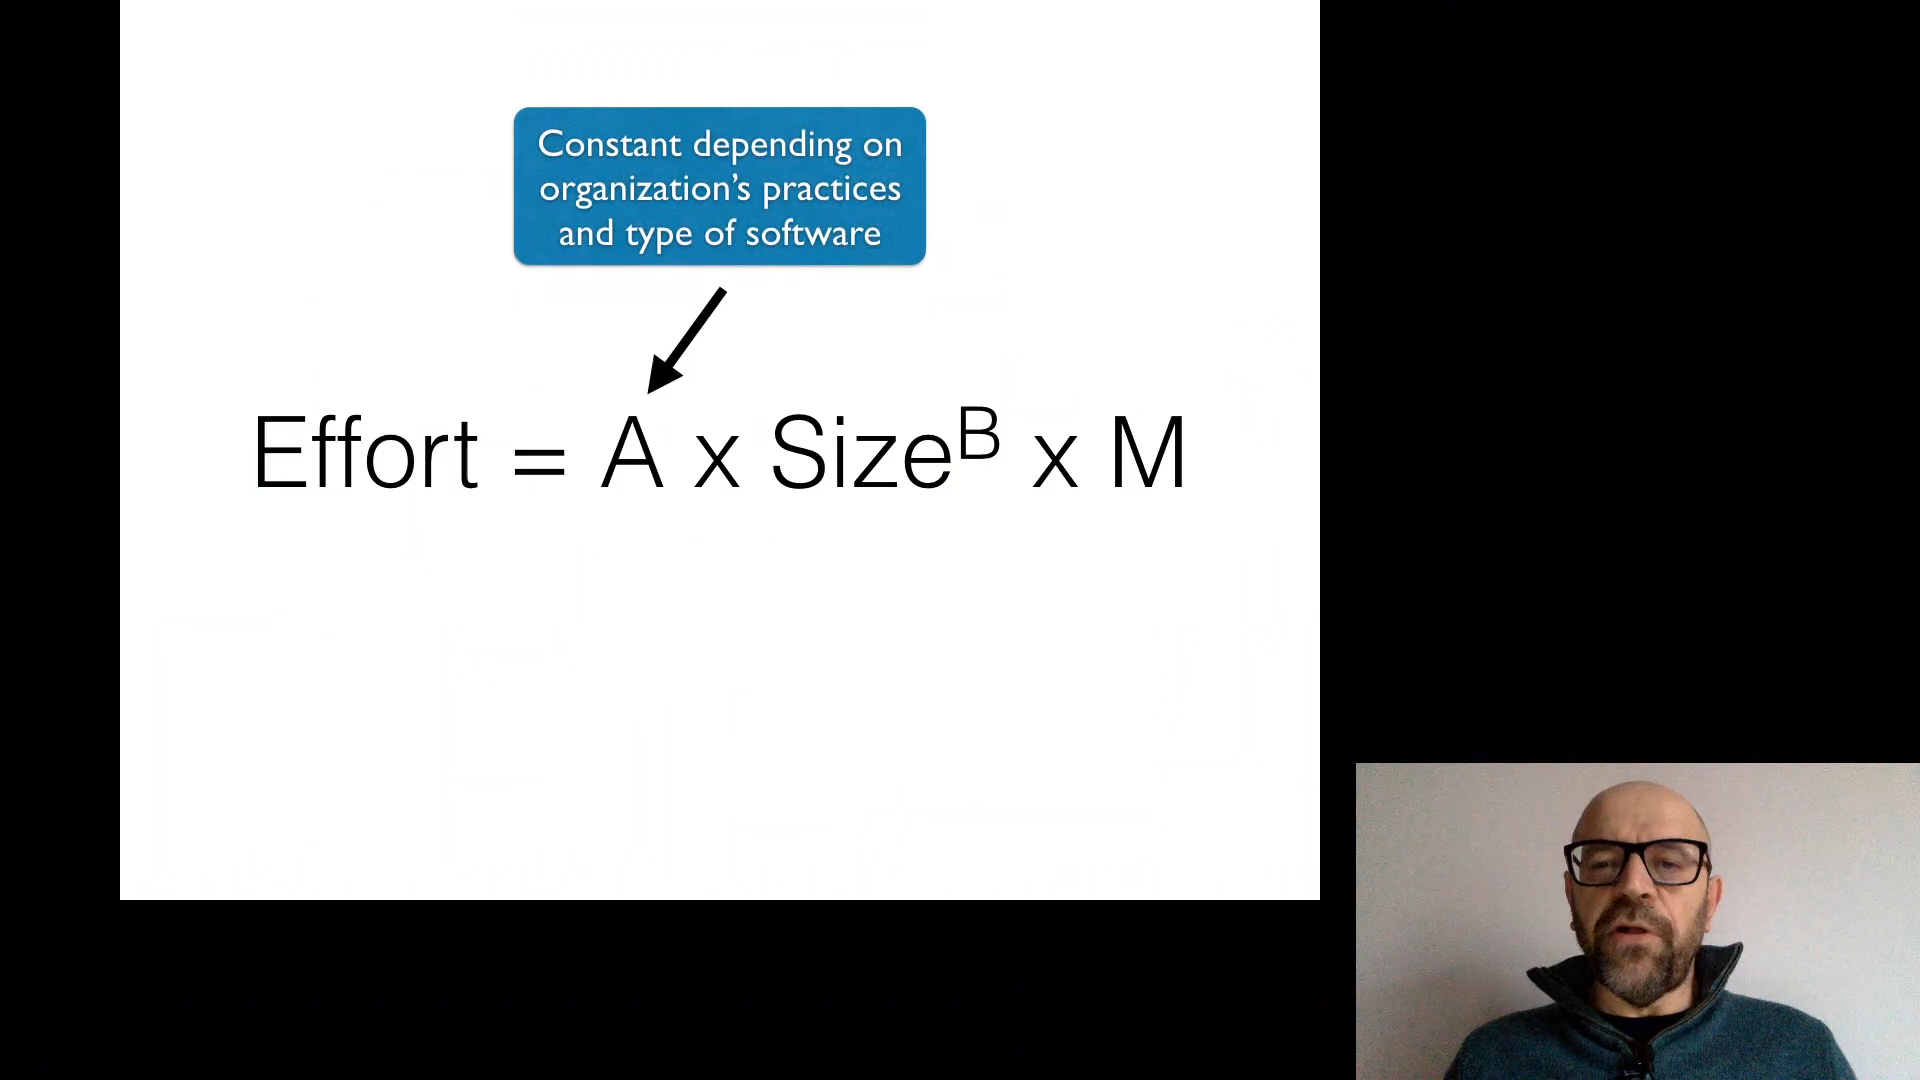 Constant depending on
organization’s practices
and type of software
Effort = A x Size^B x M